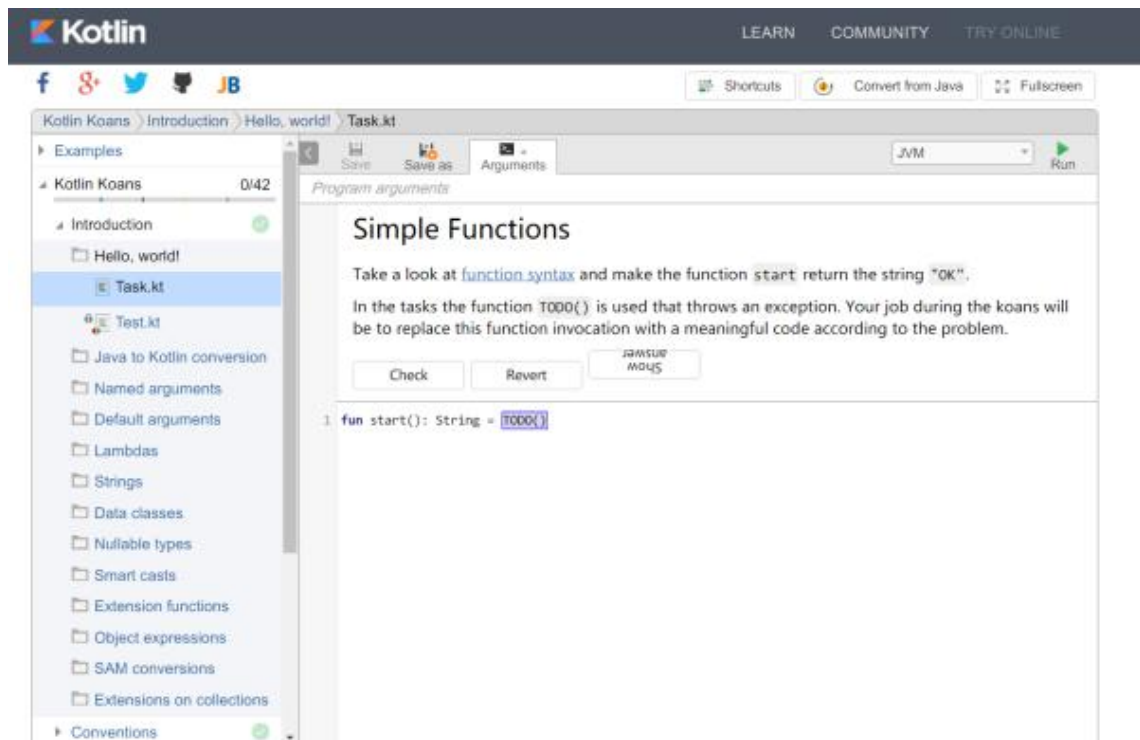 Kotlin
LEARN COMMUNITY TRY ONLINE
f g+ JB
Shortcuts Convert from Java Fullscreen
Kotlin Koans Introduction Hello, world! Task.kt
Examples
Kotlin Koans 0/42
Introduction
Hello, world!
Task.kt
Test.kt
Java to Kotlin conversion
Named arguments
Default arguments
Lambdas
Strings
Data classes
Nullable types
Smart casts
Extension functions
Object expressions
SAM conversions
Extensions on collections
Conventions
Save Save as Arguments JVM Run
Program arguments
Simple Functions
Take a look at function syntax and make the function start return the string "OK".
In the tasks the function TODO() is used that throws an exception. Your job during the koans will
be to replace this function invocation with a meaningful code according to the problem.
Check Revert Show
answer
1 fun start(): String = TODO()